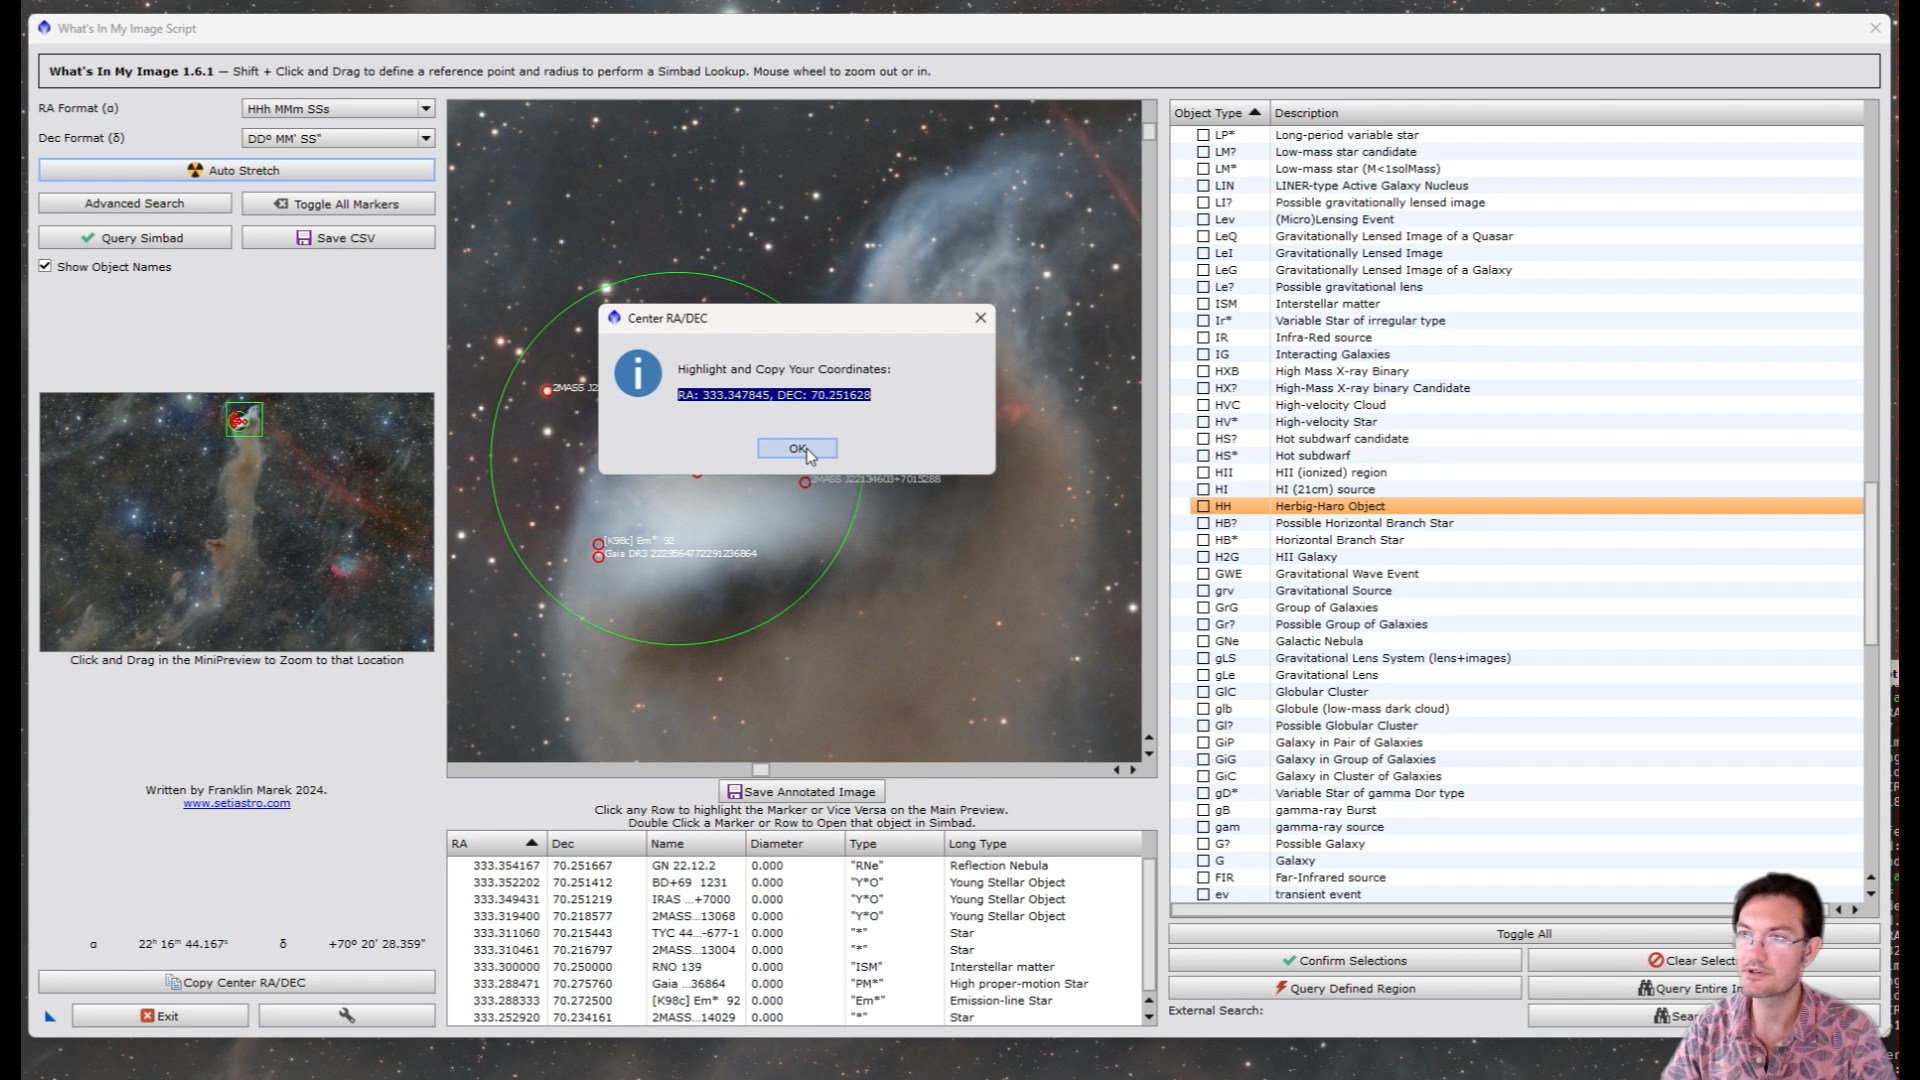 What's In My Image Script
What's In My Image 1.6.1 — Shift + Click and Drag to define a reference point and radius to perform a Simbad Lookup. Mouse wheel to zoom out or in.
RA Format (α) HHh MMm SSs
Dec Format (δ) DDº MM' SS"
Auto Stretch
Advanced Search Toggle All Markers
Query Simbad Save CSV
Show Object Names
Click and Drag in the MiniPreview to Zoom to that Location
Written by Franklin Marek 2024.
www.setiastro.com
α 22ʰ 16ᵐ 44.167ˢ δ +70º 20' 28.359"
Copy Center RA/DEC
Exit
2MASS J2
2MASS J22134603+7015288
[K98c] Em* 92
Gaia DR3 2229564772291236864
Center RA/DEC
Highlight and Copy Your Coordinates:
RA: 333.347845, DEC: 70.251628
OK
Save Annotated Image
Click any Row to highlight the Marker or Vice Versa on the Main Preview.
Double Click a Marker or Row to Open that object in Simbad.
RA Dec Name Diameter Type Long Type
333.354167 70.251667 GN 22.12.2 0.000 "RNe" Reflection Nebula
333.352202 70.251412 BD+69 1231 0.000 "Y*O" Young Stellar Object
333.349431 70.251219 IRAS ...+7000 0.000 "Y*O" Young Stellar Object
333.319400 70.218577 2MASS...13068 0.000 "Y*O" Young Stellar Object
333.311060 70.215443 TYC 44...-677-1 0.000 "*" Star
333.310461 70.216797 2MASS...13004 0.000 "*" Star
333.300000 70.250000 RNO 139 0.000 "ISM" Interstellar matter
333.288471 70.275760 Gaia ...36864 0.000 "PM*" High proper-motion Star
333.288333 70.272500 [K98c] Em* 92 0.000 "Em*" Emission-line Star
333.252920 70.234161 2MASS...14029 0.000 "*" Star
Object Type Description
LP* Long-period variable star
LM? Low-mass star candidate
LM* Low-mass star (M<1solMass)
LIN LINER-type Active Galaxy Nucleus
LI? Possible gravitationally lensed image
Lev (Micro)Lensing Event
LeQ Gravitationally Lensed Image of a Quasar
LeI Gravitationally Lensed Image
LeG Gravitationally Lensed Image of a Galaxy
Le? Possible gravitational lens
ISM Interstellar matter
Ir* Variable Star of irregular type
IR Infra-Red source
IG Interacting Galaxies
HXB High Mass X-ray Binary
HX? High-Mass X-ray binary Candidate
HVC High-velocity Cloud
HV* High-velocity Star
HS? Hot subdwarf candidate
HS* Hot subdwarf
HII HII (ionized) region
HI HI (21cm) source
HH Herbig-Haro Object
HB? Possible Horizontal Branch Star
HB* Horizontal Branch Star
H2G HII Galaxy
GWE Gravitational Wave Event
grv Gravitational Source
GrG Group of Galaxies
Gr? Possible Group of Galaxies
GNe Galactic Nebula
gLS Gravitational Lens System (lens+images)
gLe Gravitational Lens
GlC Globular Cluster
glb Globule (low-mass dark cloud)
Gl? Possible Globular Cluster
GiP Galaxy in Pair of Galaxies
GiG Galaxy in Group of Galaxies
GiC Galaxy in Cluster of Galaxies
gD* Variable Star of gamma Dor type
gB gamma-ray Burst
gam gamma-ray source
G? Possible Galaxy
G Galaxy
FIR Far-Infrared source
ev transient event
Toggle All
Confirm Selections Clear Select
Query Defined Region Query Entire I
External Search: Sear